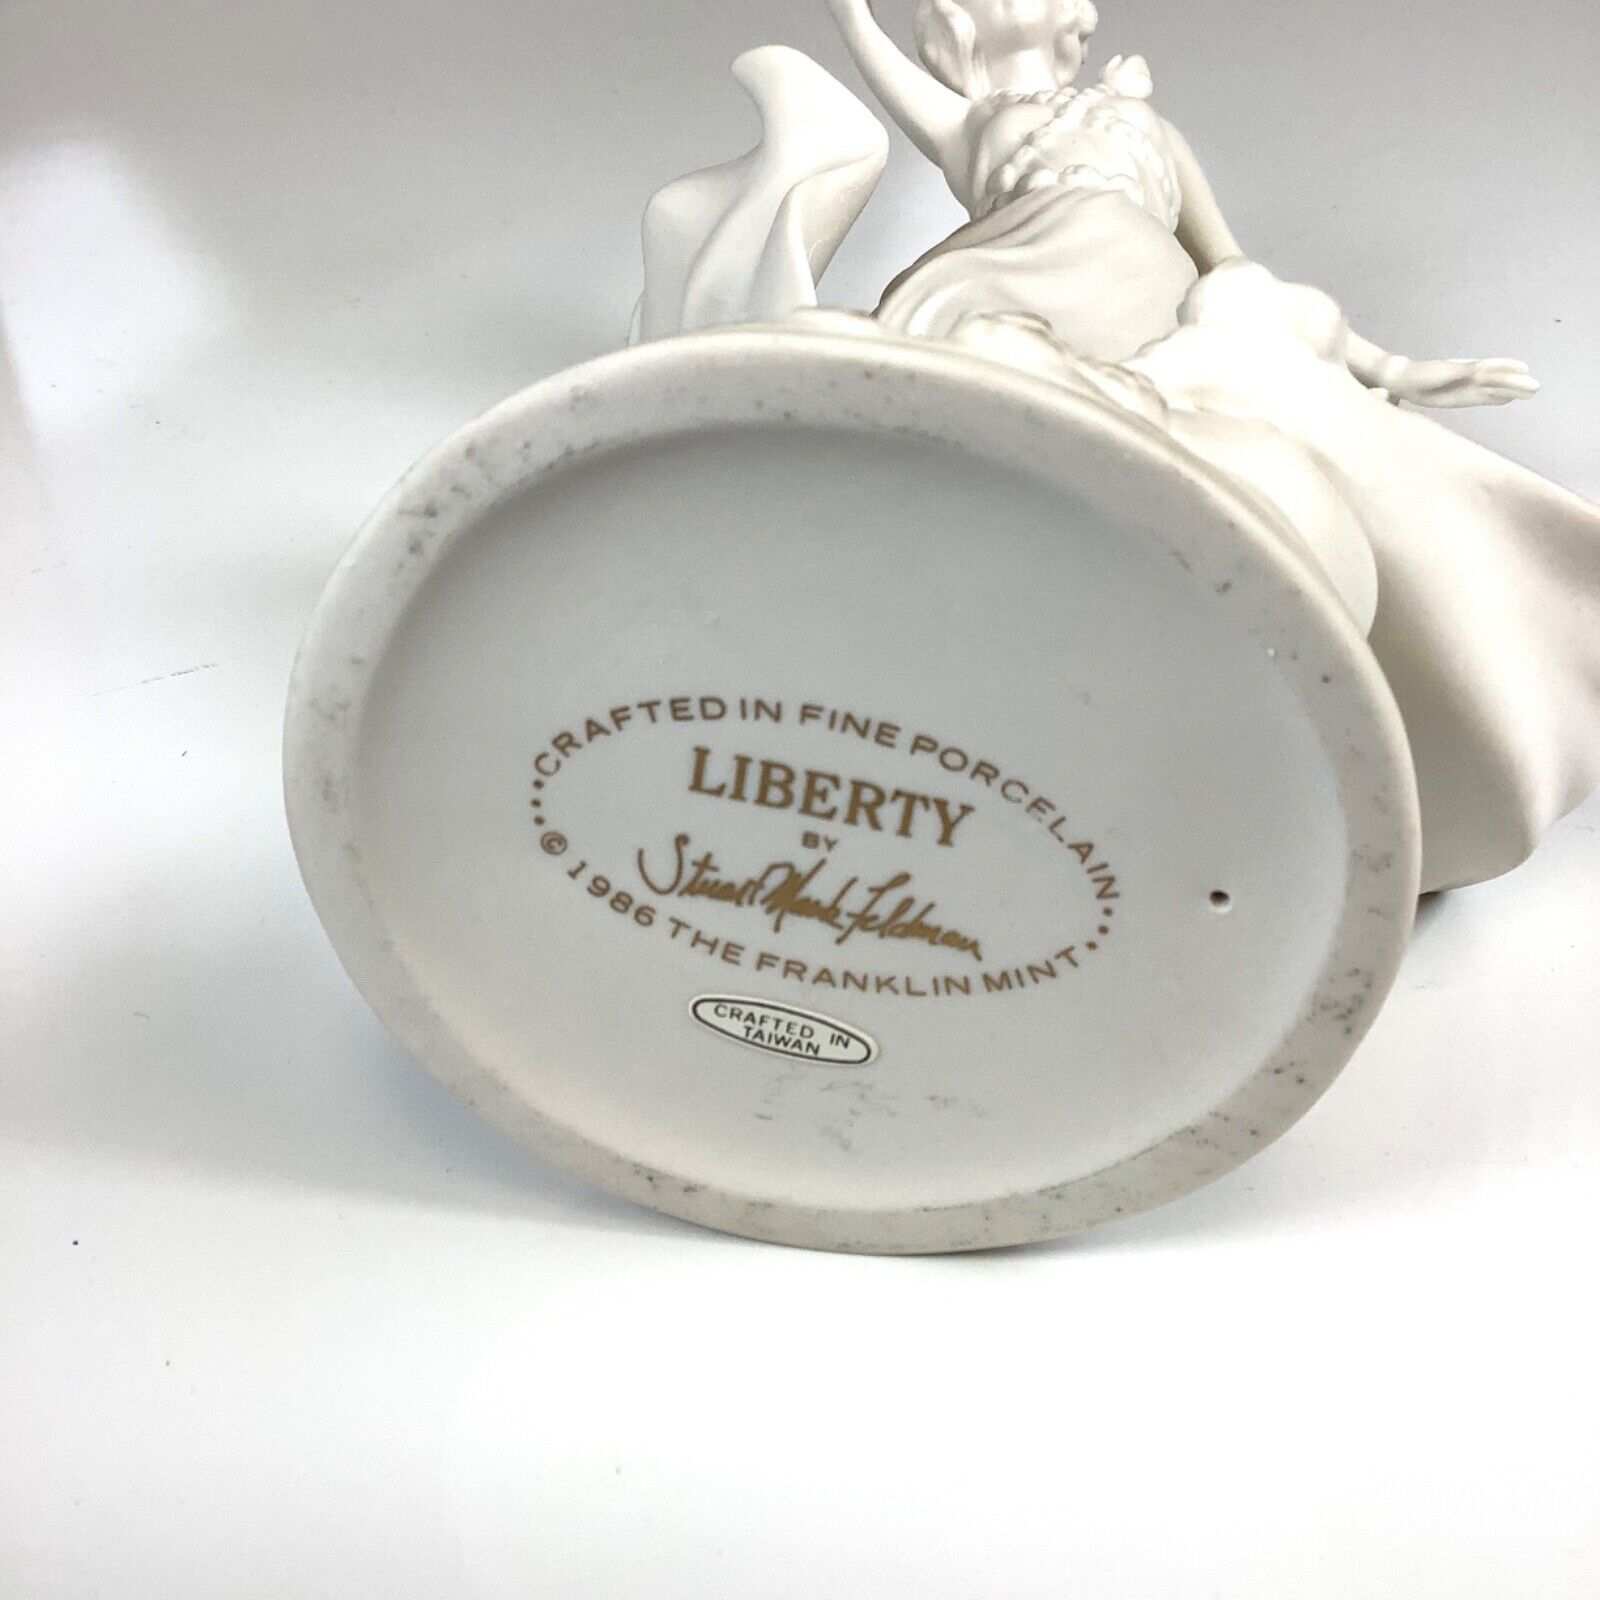 CRAFTED IN FINE PORCELAIN
LIBERTY
BY
Stuart Mark Feldman
© 1986 THE FRANKLIN MINT
CRAFTED IN
TAIWAN